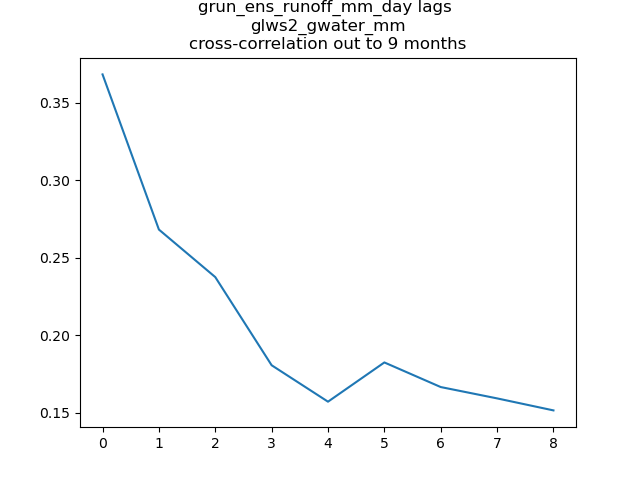 grun_ens_runoff_mm_day lags
glws2_gwater_mm
cross-correlation out to 9 months
0.35
0.30
0.25
0.20
0.15
0 1 2 3 4 5 6 7 8